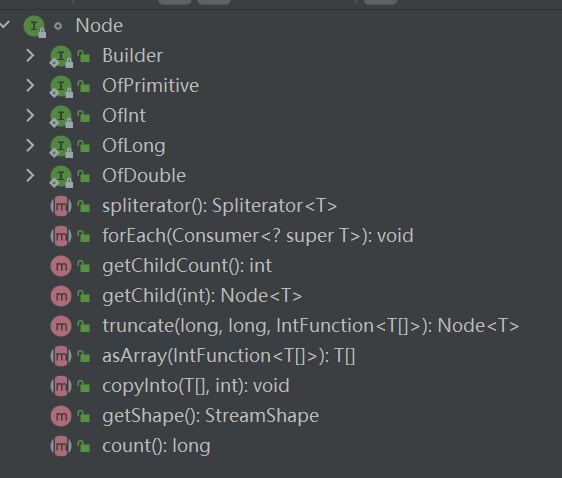 Node
Builder
OfPrimitive
OfInt
OfLong
OfDouble
spliterator(): Spliterator<T>
forEach(Consumer<? super T>): void
getChildCount(): int
getChild(int): Node<T>
truncate(long, long, IntFunction<T[]>): Node<T>
asArray(IntFunction<T[]>): T[]
copyInto(T[], int): void
getShape(): StreamShape
count(): long